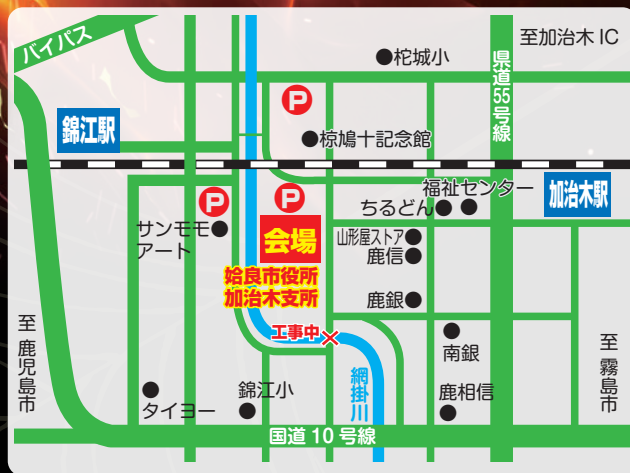 バイパス
至加治木 IC
柁城小
県道55号線
P
錦江駅
椋鳩十記念館
福祉センター
加治木駅
P
P
ちるどん
サンモモ
アート
会場
山形屋ストア
鹿信
姶良市役所
加治木支所
鹿銀
至 鹿児島市
工事中
南銀
至 霧島市
網掛川
錦江小
タイヨー
鹿相信
国道 10 号線